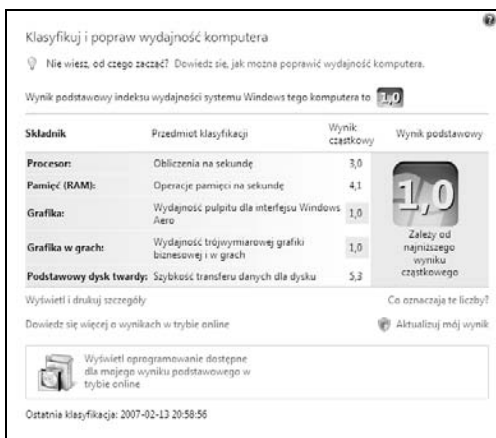 Klasyfikuj i popraw wydajność komputera
Nie wiesz, od czego zacząć? Dowiedz się, jak można poprawić wydajność komputera.
Wynik podstawowy indeksu wydajności systemu Windows tego komputera to 1,0
Składnik Przedmiot klasyfikacji Wynik cząstkowy Wynik podstawowy
Procesor: Obliczenia na sekundę 3,0
Pamięć (RAM): Operacje pamięci na sekundę 4,1
Grafika: Wydajność pulpitu dla interfejsu Windows Aero 1,0
Grafika w grach: Wydajność trójwymiarowej grafiki biznesowej i w grach 1,0
Podstawowy dysk twardy: Szybkość transferu danych dla dysku 5,3
1,0
Zależy od
najniższego
wyniku
cząstkowego
Wyświetl i drukuj szczegóły Co oznaczają te liczby?
Dowiedz się więcej o wynikach w trybie online Aktualizuj mój wynik
Wyświetl oprogramowanie dostępne
dla mojego wyniku podstawowego w
trybie online
Ostatnia klasyfikacja: 2007-02-13 20:58:56